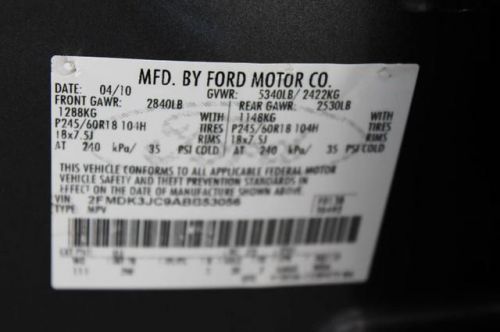 MFD. BY FORD MOTOR CO.
DATE: 04/10 GVWR: 5340LB/ 2422KG
FRONT GAWR: 2840LB REAR GAWR: 2530LB
1288KG WITH 1148KG WITH
P245/60R18 104H TIRES P245/60R18 104H TIRES
18x7.5J RIMS 18x7.5J RIMS
AT 240 kPa/ 35 PSI COLD AT 240 kPa/ 35 PSI COLD
THIS VEHICLE CONFORMS TO ALL APPLICABLE FEDERAL MOTOR
VEHICLE SAFETY AND THEFT PREVENTION STANDARDS IN
EFFECT ON THE DATE OF MANUFACTURE SHOWN ABOVE.
VIN: 2FMDK3JC9ABB53056
TYPE: MPV